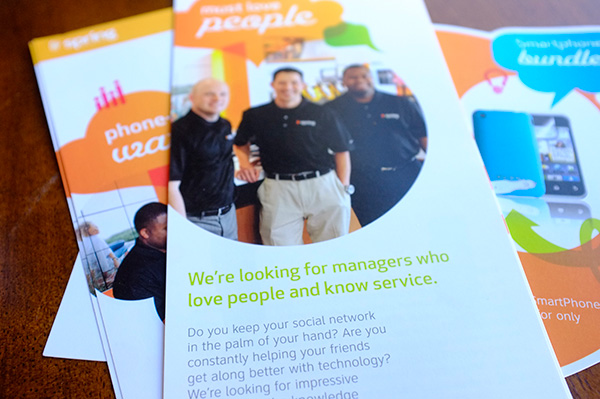 spring
must love
people
phone-
wa
Smartphone
bundle
We're looking for managers who
love people and know service.
Do you keep your social network
in the palm of your hand? Are you
constantly helping your friends
get along better with technology?
We're looking for impressive
knowledge
SmartPhone
or only